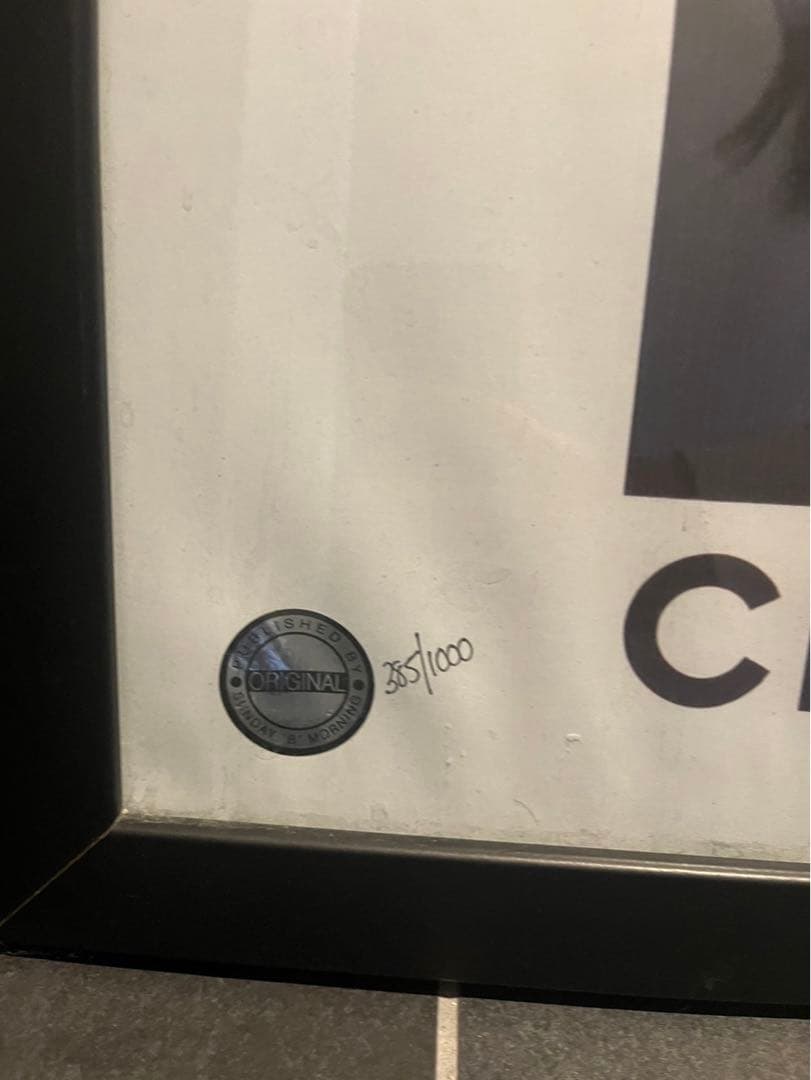 PUBLISHED BY
ORIGINAL
SUNDAY "B" MORNING
385/1000
C